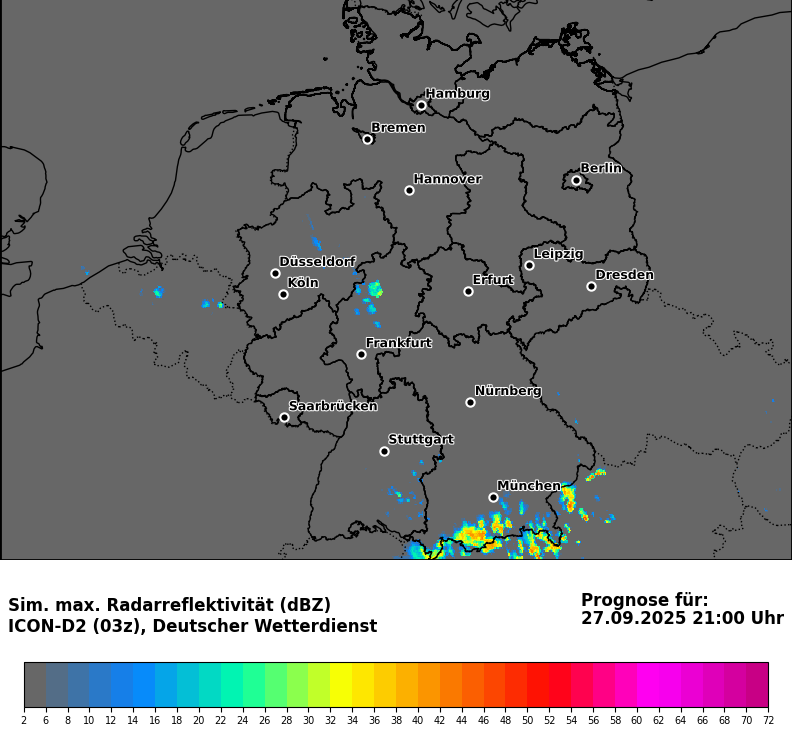 Hamburg
Bremen
Berlin
Hannover
Leipzig
Düsseldorf
Dresden
Köln
Erfurt
Frankfurt
Nürnberg
Saarbrücken
Stuttgart
München
Sim. max. Radarreflektivität (dBZ)
ICON-D2 (03z), Deutscher Wetterdienst
Prognose für:
27.09.2025 21:00 Uhr
2 6 8 10 12 14 16 18 20 22 24 26 28 30 32 34 36 38 40 42 44 46 48 50 52 54 56 58 60 62 64 66 68 70 72